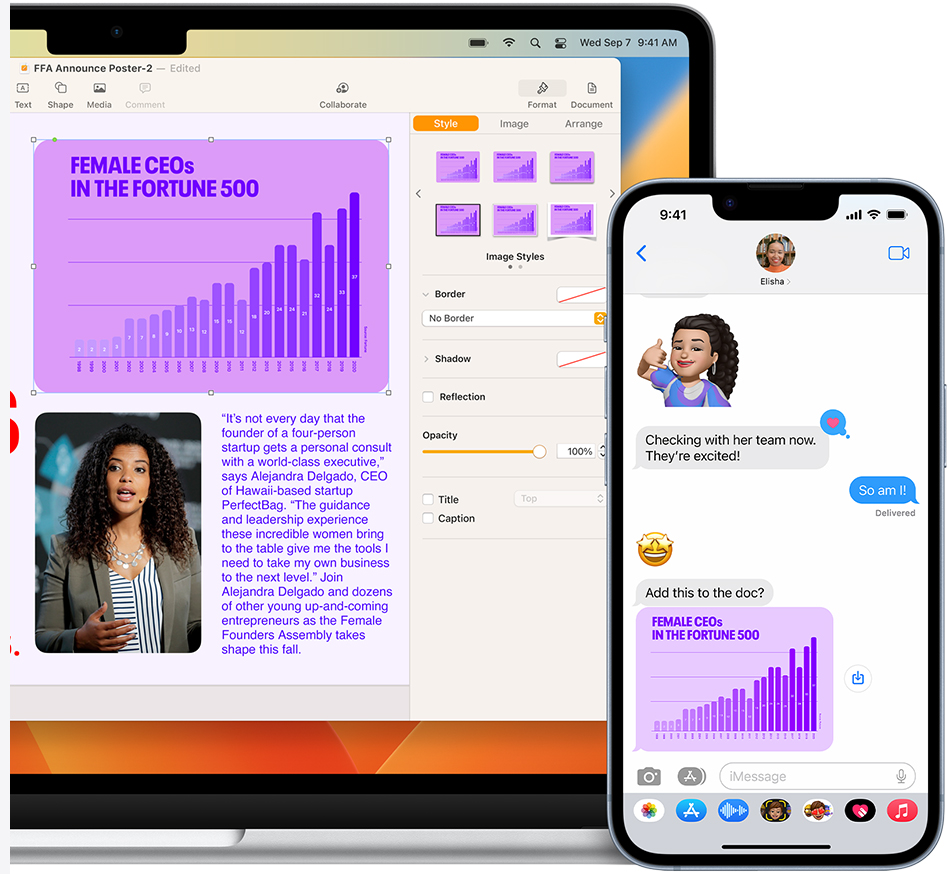 Wed Sep 7 9:41 AM
FFA Announce Poster-2 — Edited
Text Shape Media Comment Collaborate Format Document
Style Image Arrange
FEMALE CEOs
IN THE FORTUNE 500
2 2 2 3 7 7 9 10 13 12 15 15 12 18 20 24 24 21 32 24 33 37
1998 1999 2000 2001 2002 2003 2004 2005 2006 2007 2008 2009 2010 2011 2012 2013 2014 2015 2016 2017 2018 2019 2020
Image Styles
Border
No Border
Shadow
Reflection
Opacity
100%
Title Top
Caption
“It’s not every day that the
founder of a four-person
startup gets a personal consult
with a world-class executive,”
says Alejandra Delgado, CEO
of Hawaii-based startup
PerfectBag. “The guidance
and leadership experience
these incredible women bring
to the table give me the tools I
need to take my own business
to the next level.” Join
Alejandra Delgado and dozens
of other young up-and-coming
entrepreneurs as the Female
Founders Assembly takes
shape this fall.
9:41
Elisha
Checking with her team now.
They’re excited!
So am I!
Delivered
Add this to the doc?
FEMALE CEOs
IN THE FORTUNE 500
iMessage